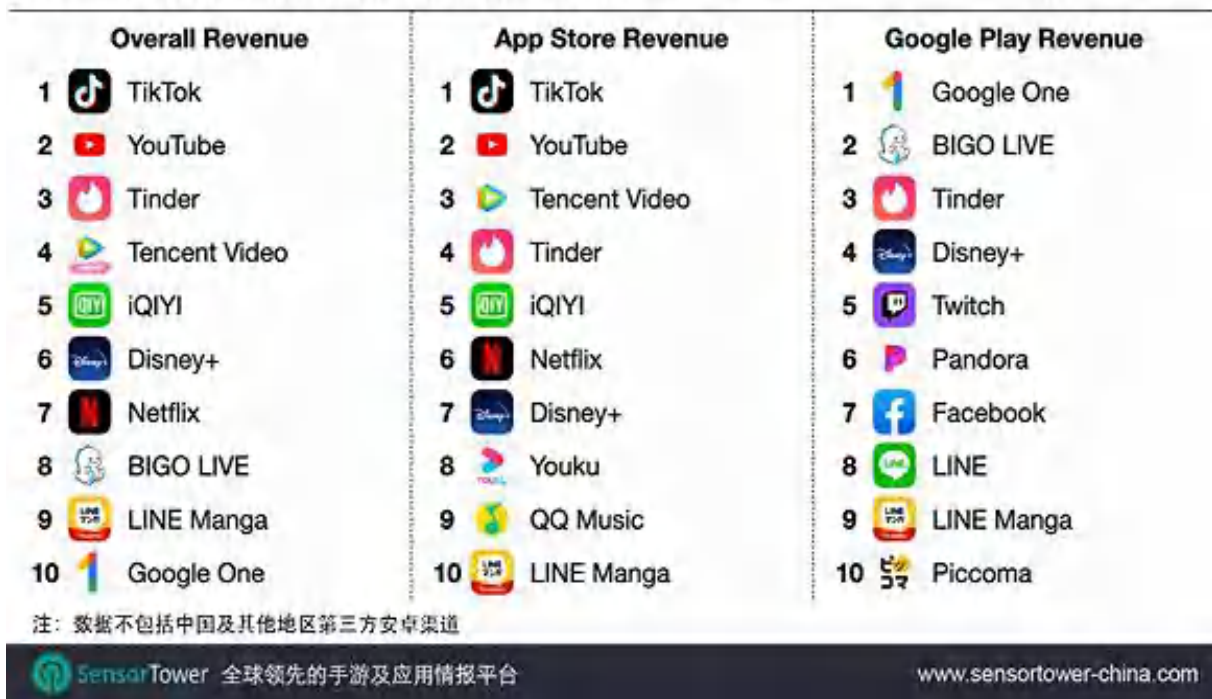 Overall Revenue
1 TikTok
2 YouTube
3 Tinder
4 Tencent Video
5 iQIYI
6 Disney+
7 Netflix
8 BIGO LIVE
9 LINE Manga
10 Google One
App Store Revenue
1 TikTok
2 YouTube
3 Tencent Video
4 Tinder
5 iQIYI
6 Netflix
7 Disney+
8 Youku
9 QQ Music
10 LINE Manga
Google Play Revenue
1 Google One
2 BIGO LIVE
3 Tinder
4 Disney+
5 Twitch
6 Pandora
7 Facebook
8 LINE
9 LINE Manga
10 Piccoma
注：数据不包括中国及其他地区第三方安卓渠道
SensorTower 全球领先的手游及应用情报平台
www.sensortower-china.com